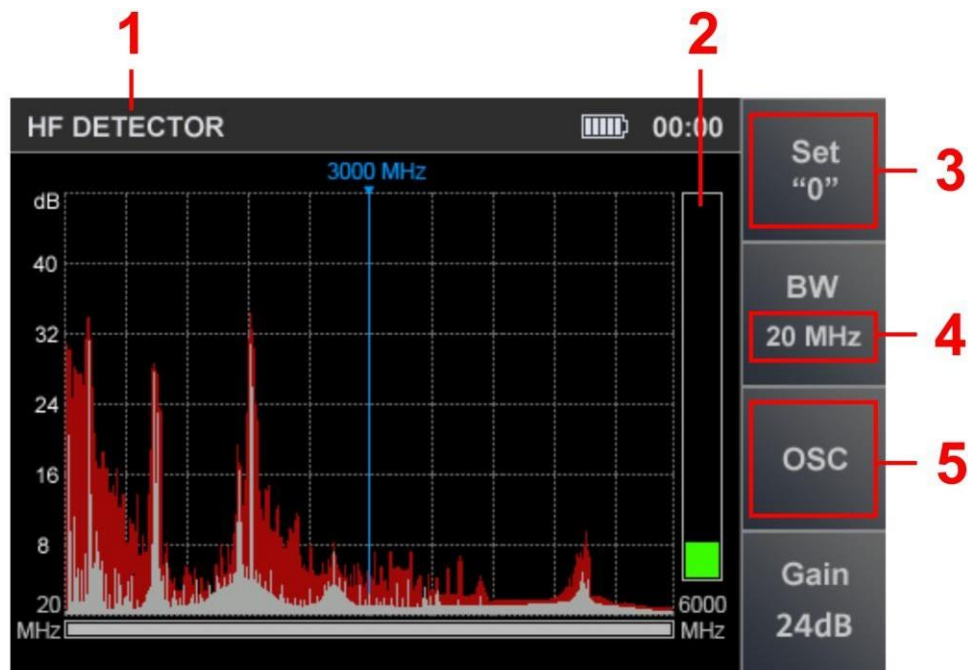 1
2
HF DETECTOR 00:00
3000 MHz
dB
40
32
24
16
8
20 6000
MHz MHz
Set
“0”
3
BW
20 MHz
4
OSC
5
Gain
24dB